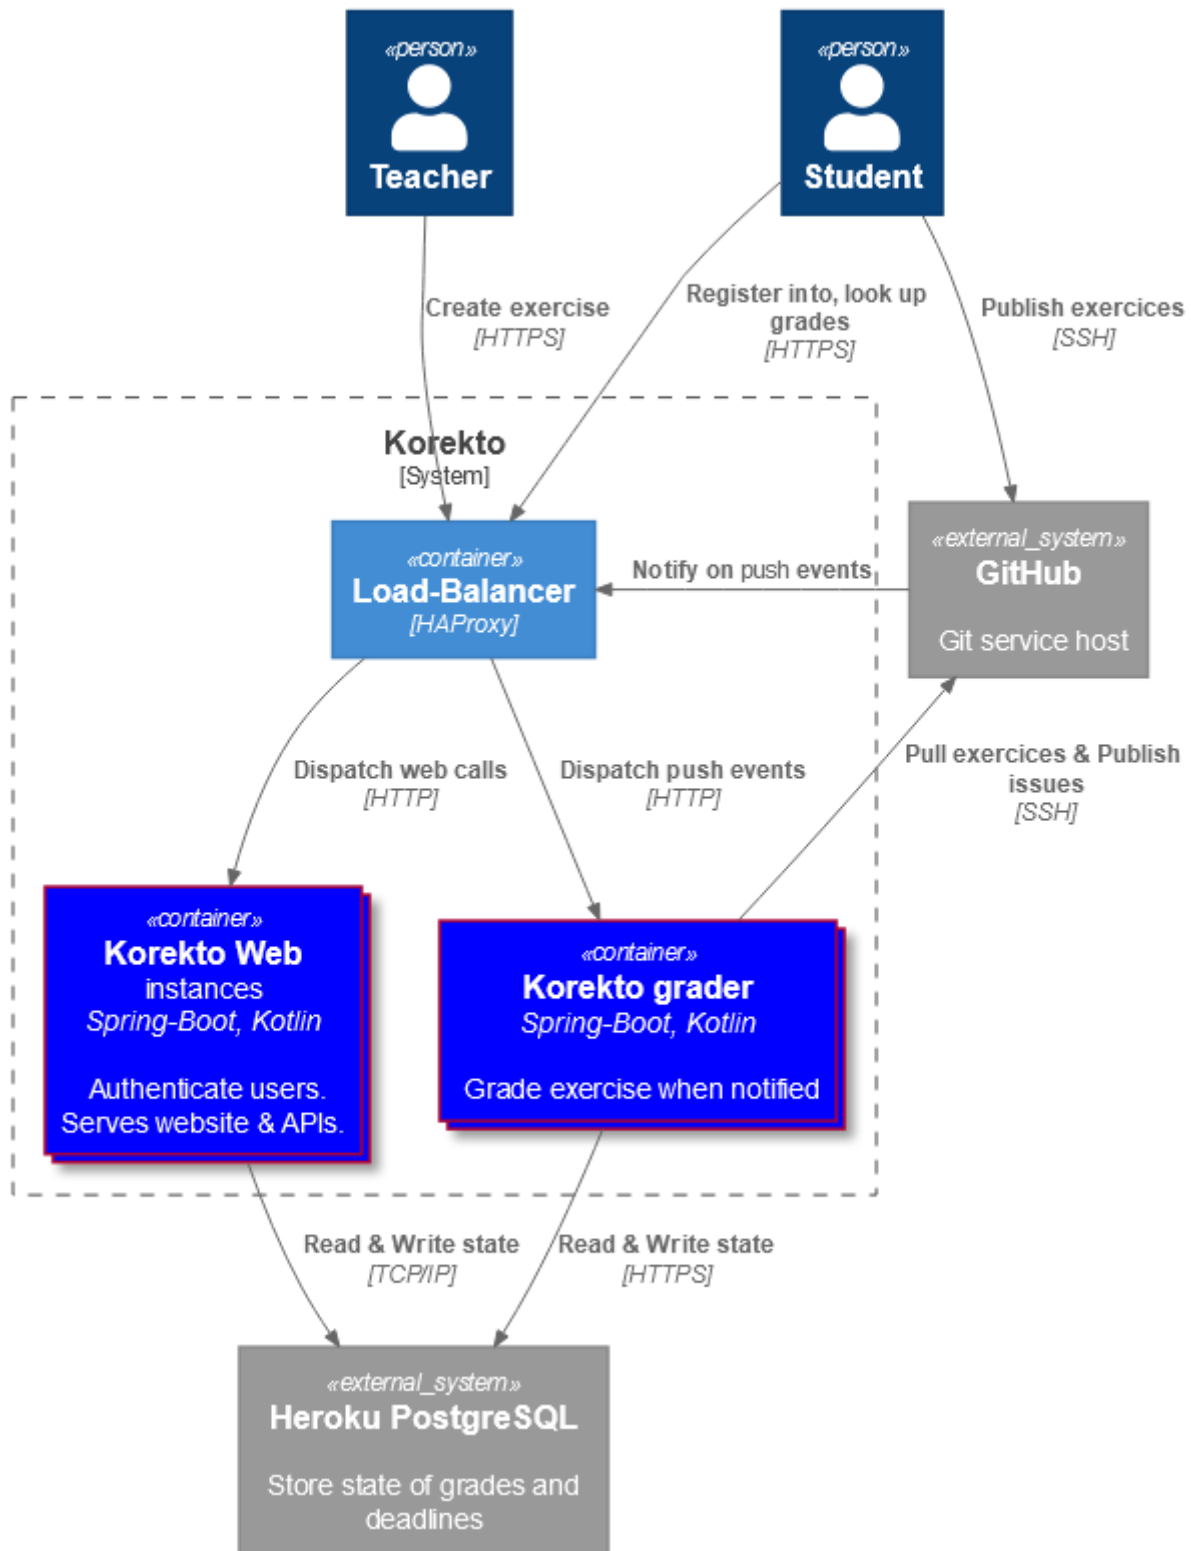 «person»
Teacher
«person»
Student
Create exercise
[HTTPS]
Register into, look up
grades
[HTTPS]
Publish exercices
[SSH]
Korekto
[System]
«container»
Load-Balancer
[HAProxy]
Notify on push events
«external_system»
GitHub
Git service host
Dispatch web calls
[HTTP]
Dispatch push events
[HTTP]
Pull exercices & Publish
issues
[SSH]
«container»
Korekto Web
instances
Spring-Boot, Kotlin
Authenticate users.
Serves website & APIs.
«container»
Korekto grader
Spring-Boot, Kotlin
Grade exercise when notified
Read & Write state
[TCP/IP]
Read & Write state
[HTTPS]
«external_system»
Heroku PostgreSQL
Store state of grades and
deadlines